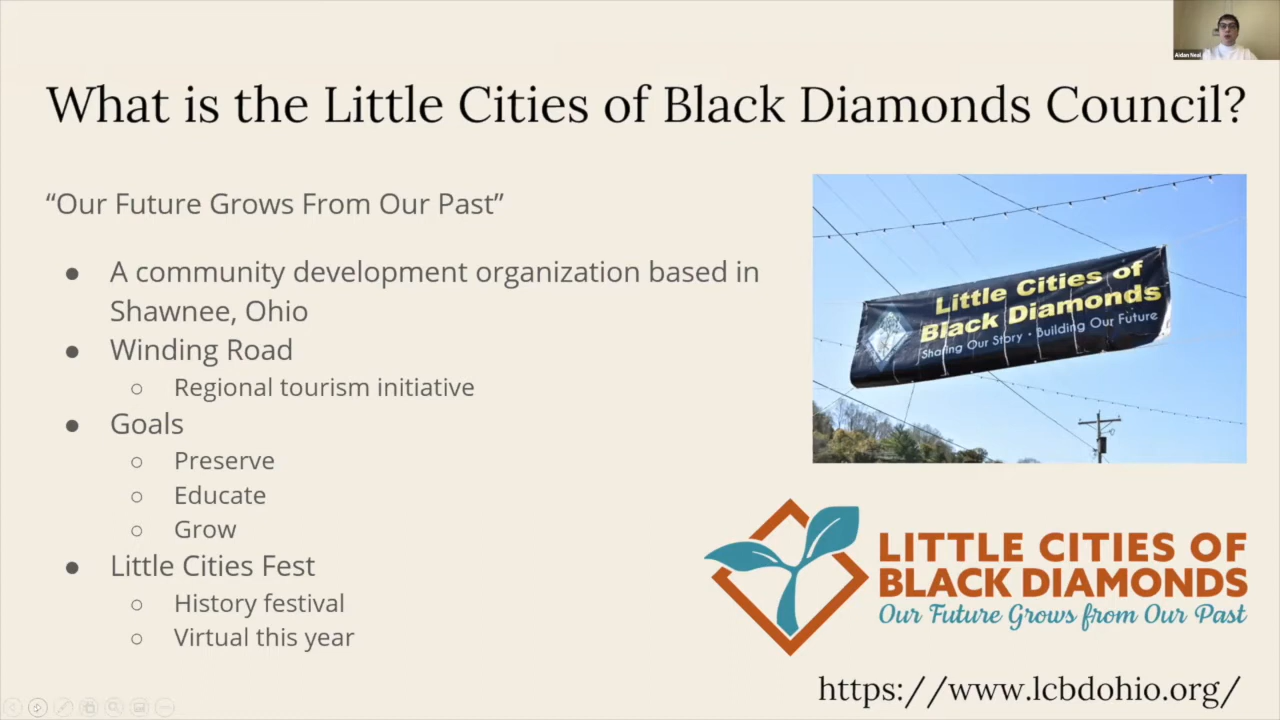 Aidan Neal
What is the Little Cities of Black Diamonds Council?
“Our Future Grows From Our Past”
● A community development organization based in
Shawnee, Ohio
● Winding Road
○ Regional tourism initiative
● Goals
○ Preserve
○ Educate
○ Grow
● Little Cities Fest
○ History festival
○ Virtual this year
Little Cities of
Black Diamonds
Sharing Our Story • Building Our Future
LITTLE CITIES OF
BLACK DIAMONDS
Our Future Grows from Our Past
https://www.lcbdohio.org/